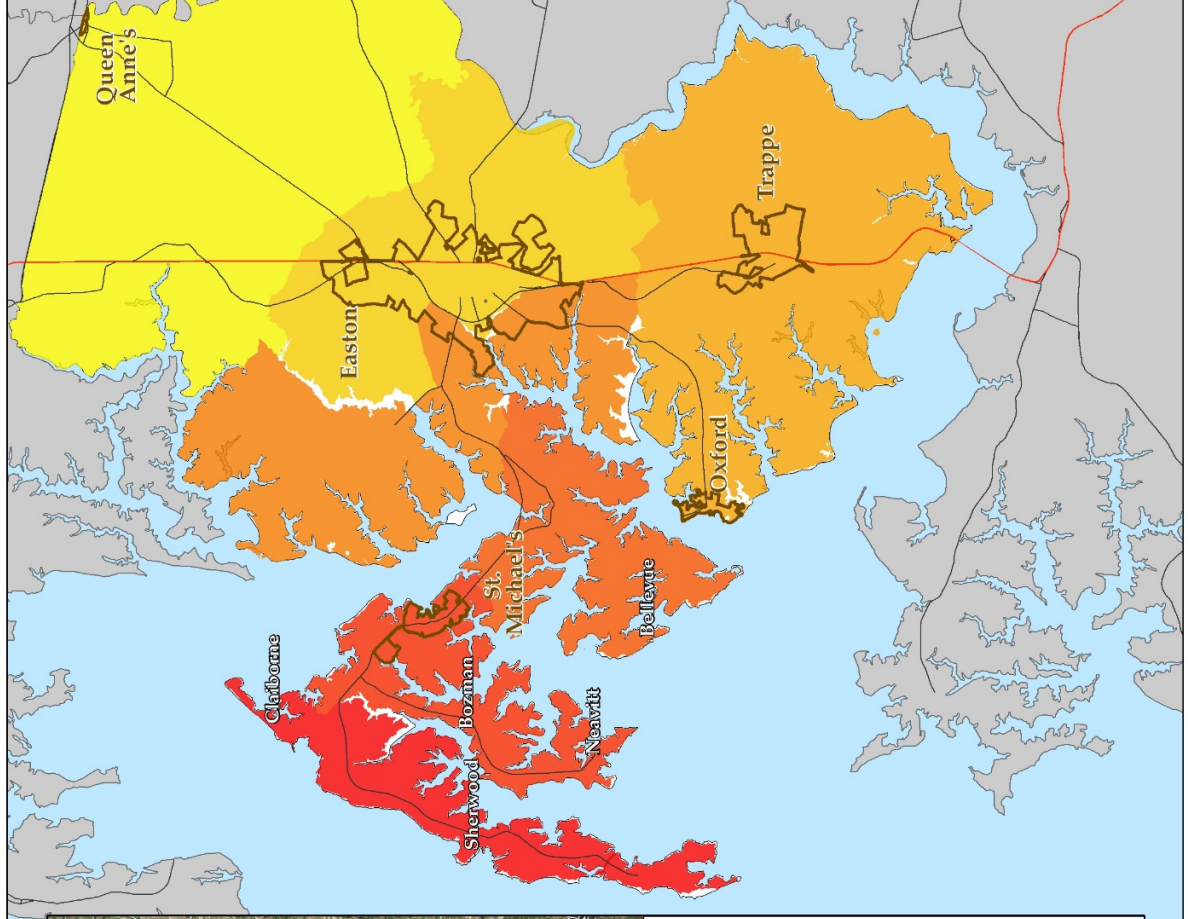 Queen
Anne's
Easton
Trappe
Oxford
Claiborne
St.
Michael's
Bellevue
Bozman
Neavitt
Sherwood